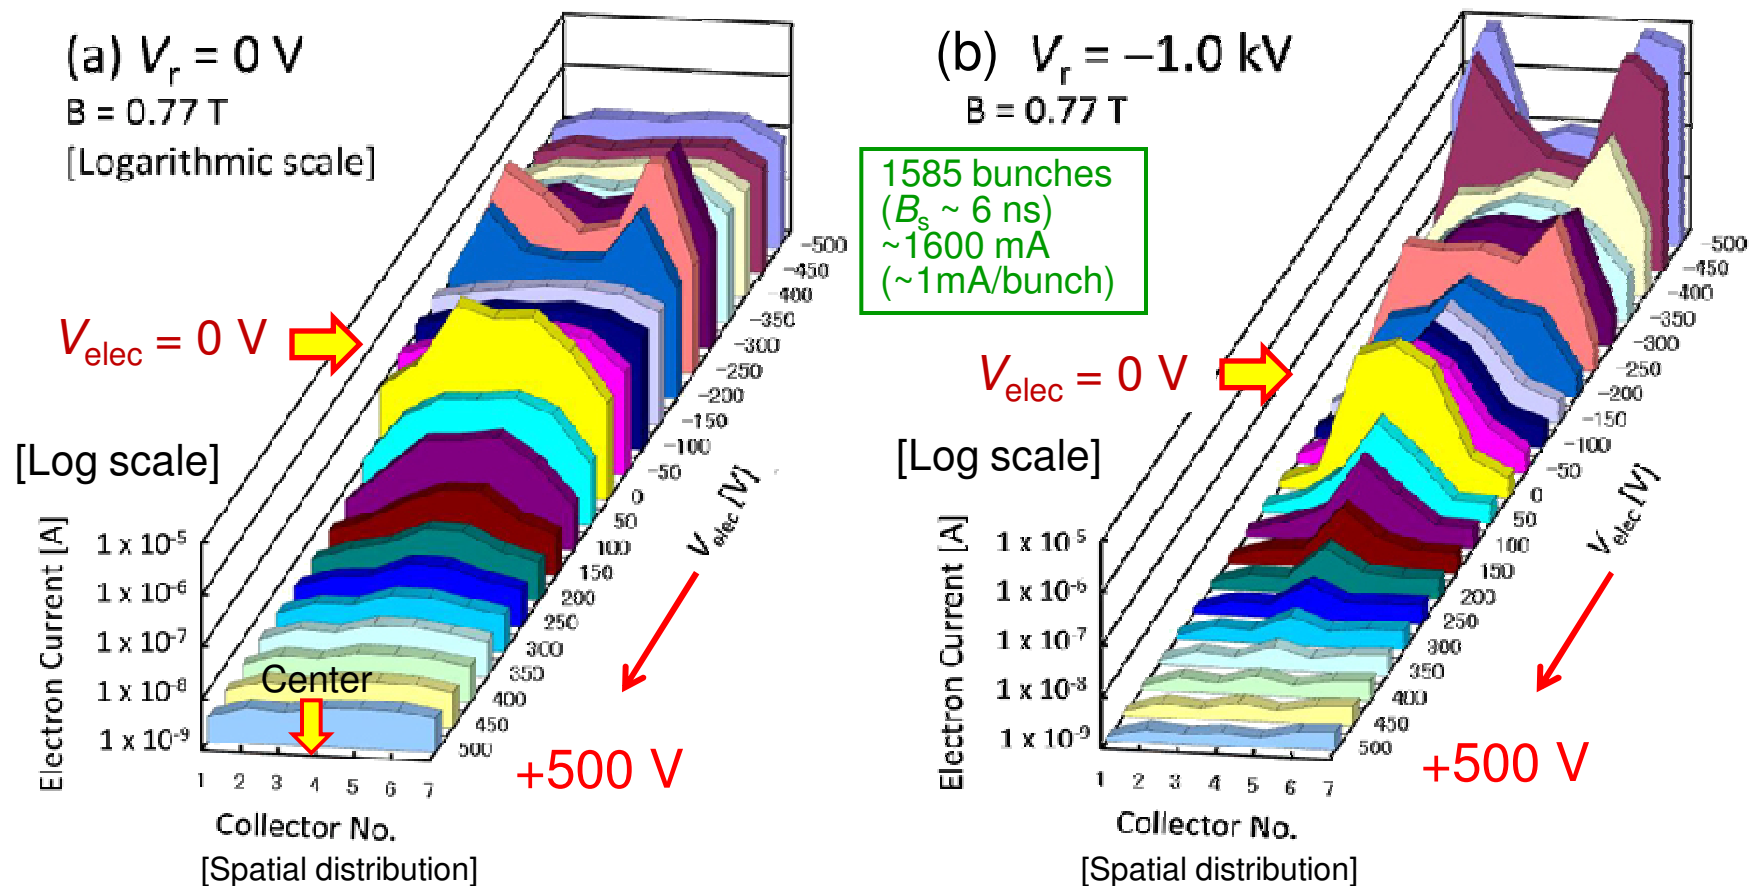 (a) Vr = 0 V
B = 0.77 T
[Logarithmic scale]
Velec = 0 V
[Log scale]
Electron Current [A]
1 x 10-5
1 x 10-6
1 x 10-7
1 x 10-8
1 x 10-9
Center
1 2 3 4 5 6 7
Collector No.
[Spatial distribution]
−500
−450
−400
−350
−300
−250
−200
−150
−100
−50
0
50
100
150
200
250
300
350
400
450
500
Velec [V]
+500 V
(b) Vr = −1.0 kV
B = 0.77 T
1585 bunches
(Bs ~ 6 ns)
~1600 mA
(~1mA/bunch)
Velec = 0 V
[Log scale]
Electron Current [A]
1 x 10-5
1 x 10-6
1 x 10-7
1 x 10-8
1 x 10-9
1 2 3 4 5 6 7
Collector No.
[Spatial distribution]
−500
−450
−400
−350
−300
−250
−200
−150
−100
−50
0
50
100
150
200
250
300
350
400
450
500
Velec [V]
+500 V